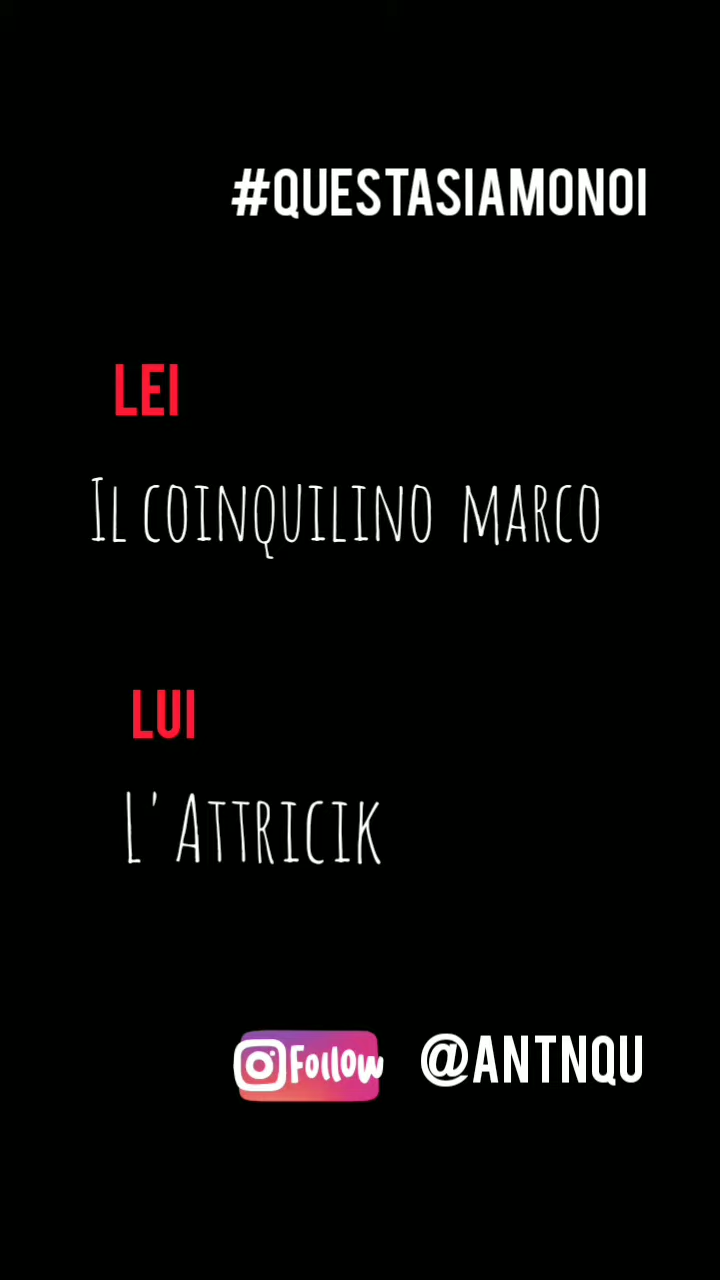 #QUESTASIAMONOI
LEI
IL COINQUILINO MARCO
LUI
L' ATTRICIK
Follow @ANTNQU